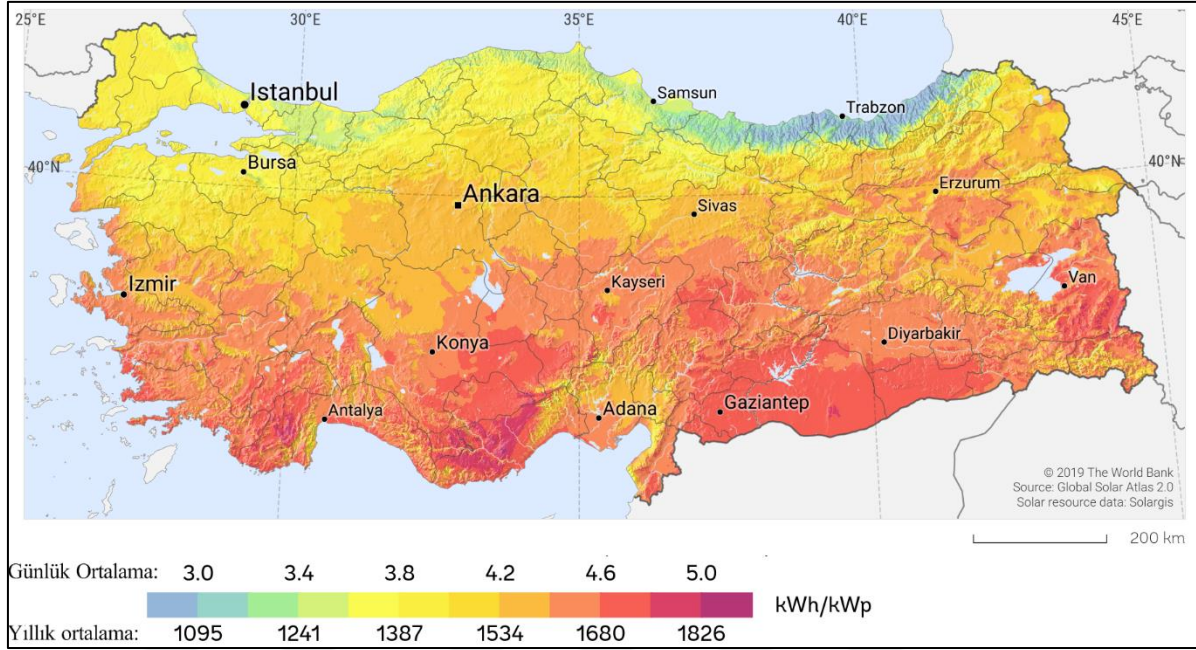 25°E 30°E 35°E 40°E 45°E
Istanbul
Samsun
Trabzon
40°N
Bursa
40°N
Ankara
Erzurum
Sivas
Izmir
Kayseri
Van
Konya
Diyarbakir
Antalya
Adana
Gaziantep
© 2019 The World Bank
Source: Global Solar Atlas 2.0
Solar resource data: Solargis
200 km
Günlük Ortalama: 3.0 3.4 3.8 4.2 4.6 5.0
kWh/kWp
Yıllık ortalama: 1095 1241 1387 1534 1680 1826